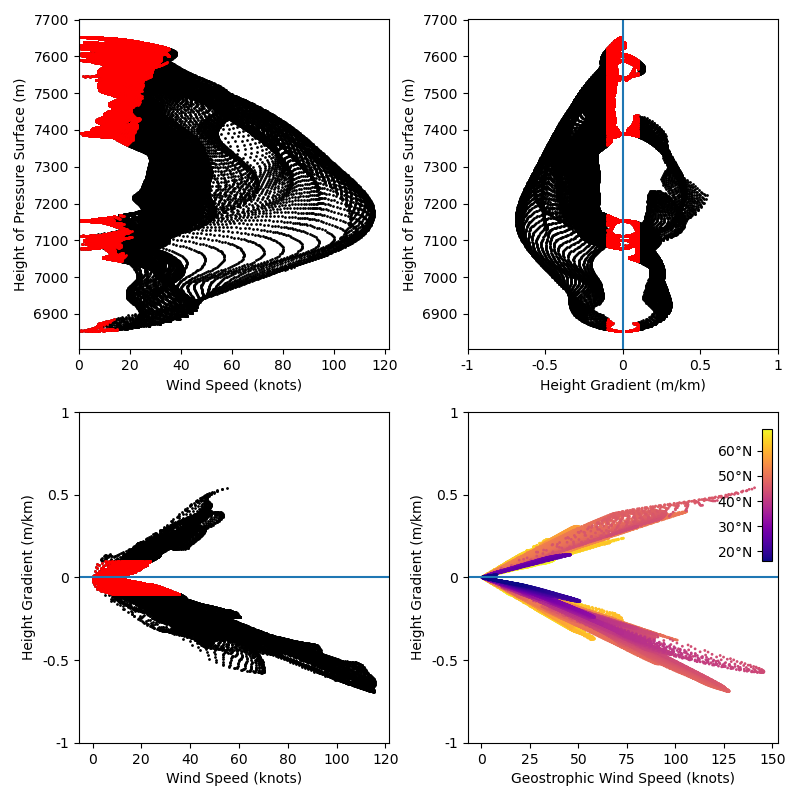 7700
7600
7500
7400
7300
7200
7100
7000
6900
Height of Pressure Surface (m)
0 20 40 60 80 100 120
Wind Speed (knots)
7700
7600
7500
7400
7300
7200
7100
7000
6900
Height of Pressure Surface (m)
-1 -0.5 0 0.5 1
Height Gradient (m/km)
1
0.5
0
-0.5
-1
Height Gradient (m/km)
0 20 40 60 80 100 120
Wind Speed (knots)
1
0.5
0
-0.5
-1
Height Gradient (m/km)
0 25 50 75 100 125 150
Geostrophic Wind Speed (knots)
60°N
50°N
40°N
30°N
20°N